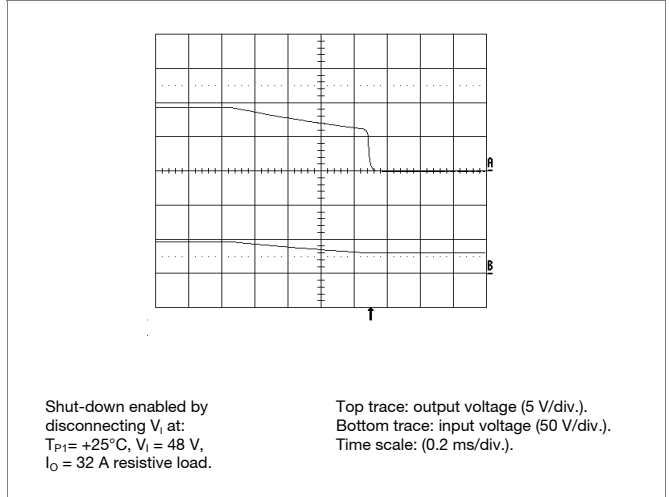 A
B
Shut-down enabled by
disconnecting VI at:
TP1= +25°C, VI = 48 V,
IO = 32 A resistive load.
Top trace: output voltage (5 V/div.).
Bottom trace: input voltage (50 V/div.).
Time scale: (0.2 ms/div.).